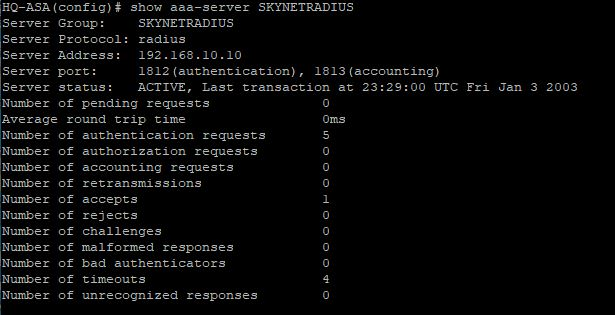 HQ-ASA(config)# show aaa-server SKYNETRADIUS
Server Group:    SKYNETRADIUS
Server Protocol: radius
Server Address:  192.168.10.10
Server port:     1812(authentication), 1813(accounting)
Server status:   ACTIVE, Last transaction at 23:29:00 UTC Fri Jan 3 2003
Number of pending requests              0
Average round trip time                 0ms
Number of authentication requests       5
Number of authorization requests        0
Number of accounting requests           0
Number of retransmissions               0
Number of accepts                       1
Number of rejects                       0
Number of challenges                    0
Number of malformed responses           0
Number of bad authenticators            0
Number of timeouts                      4
Number of unrecognized responses        0